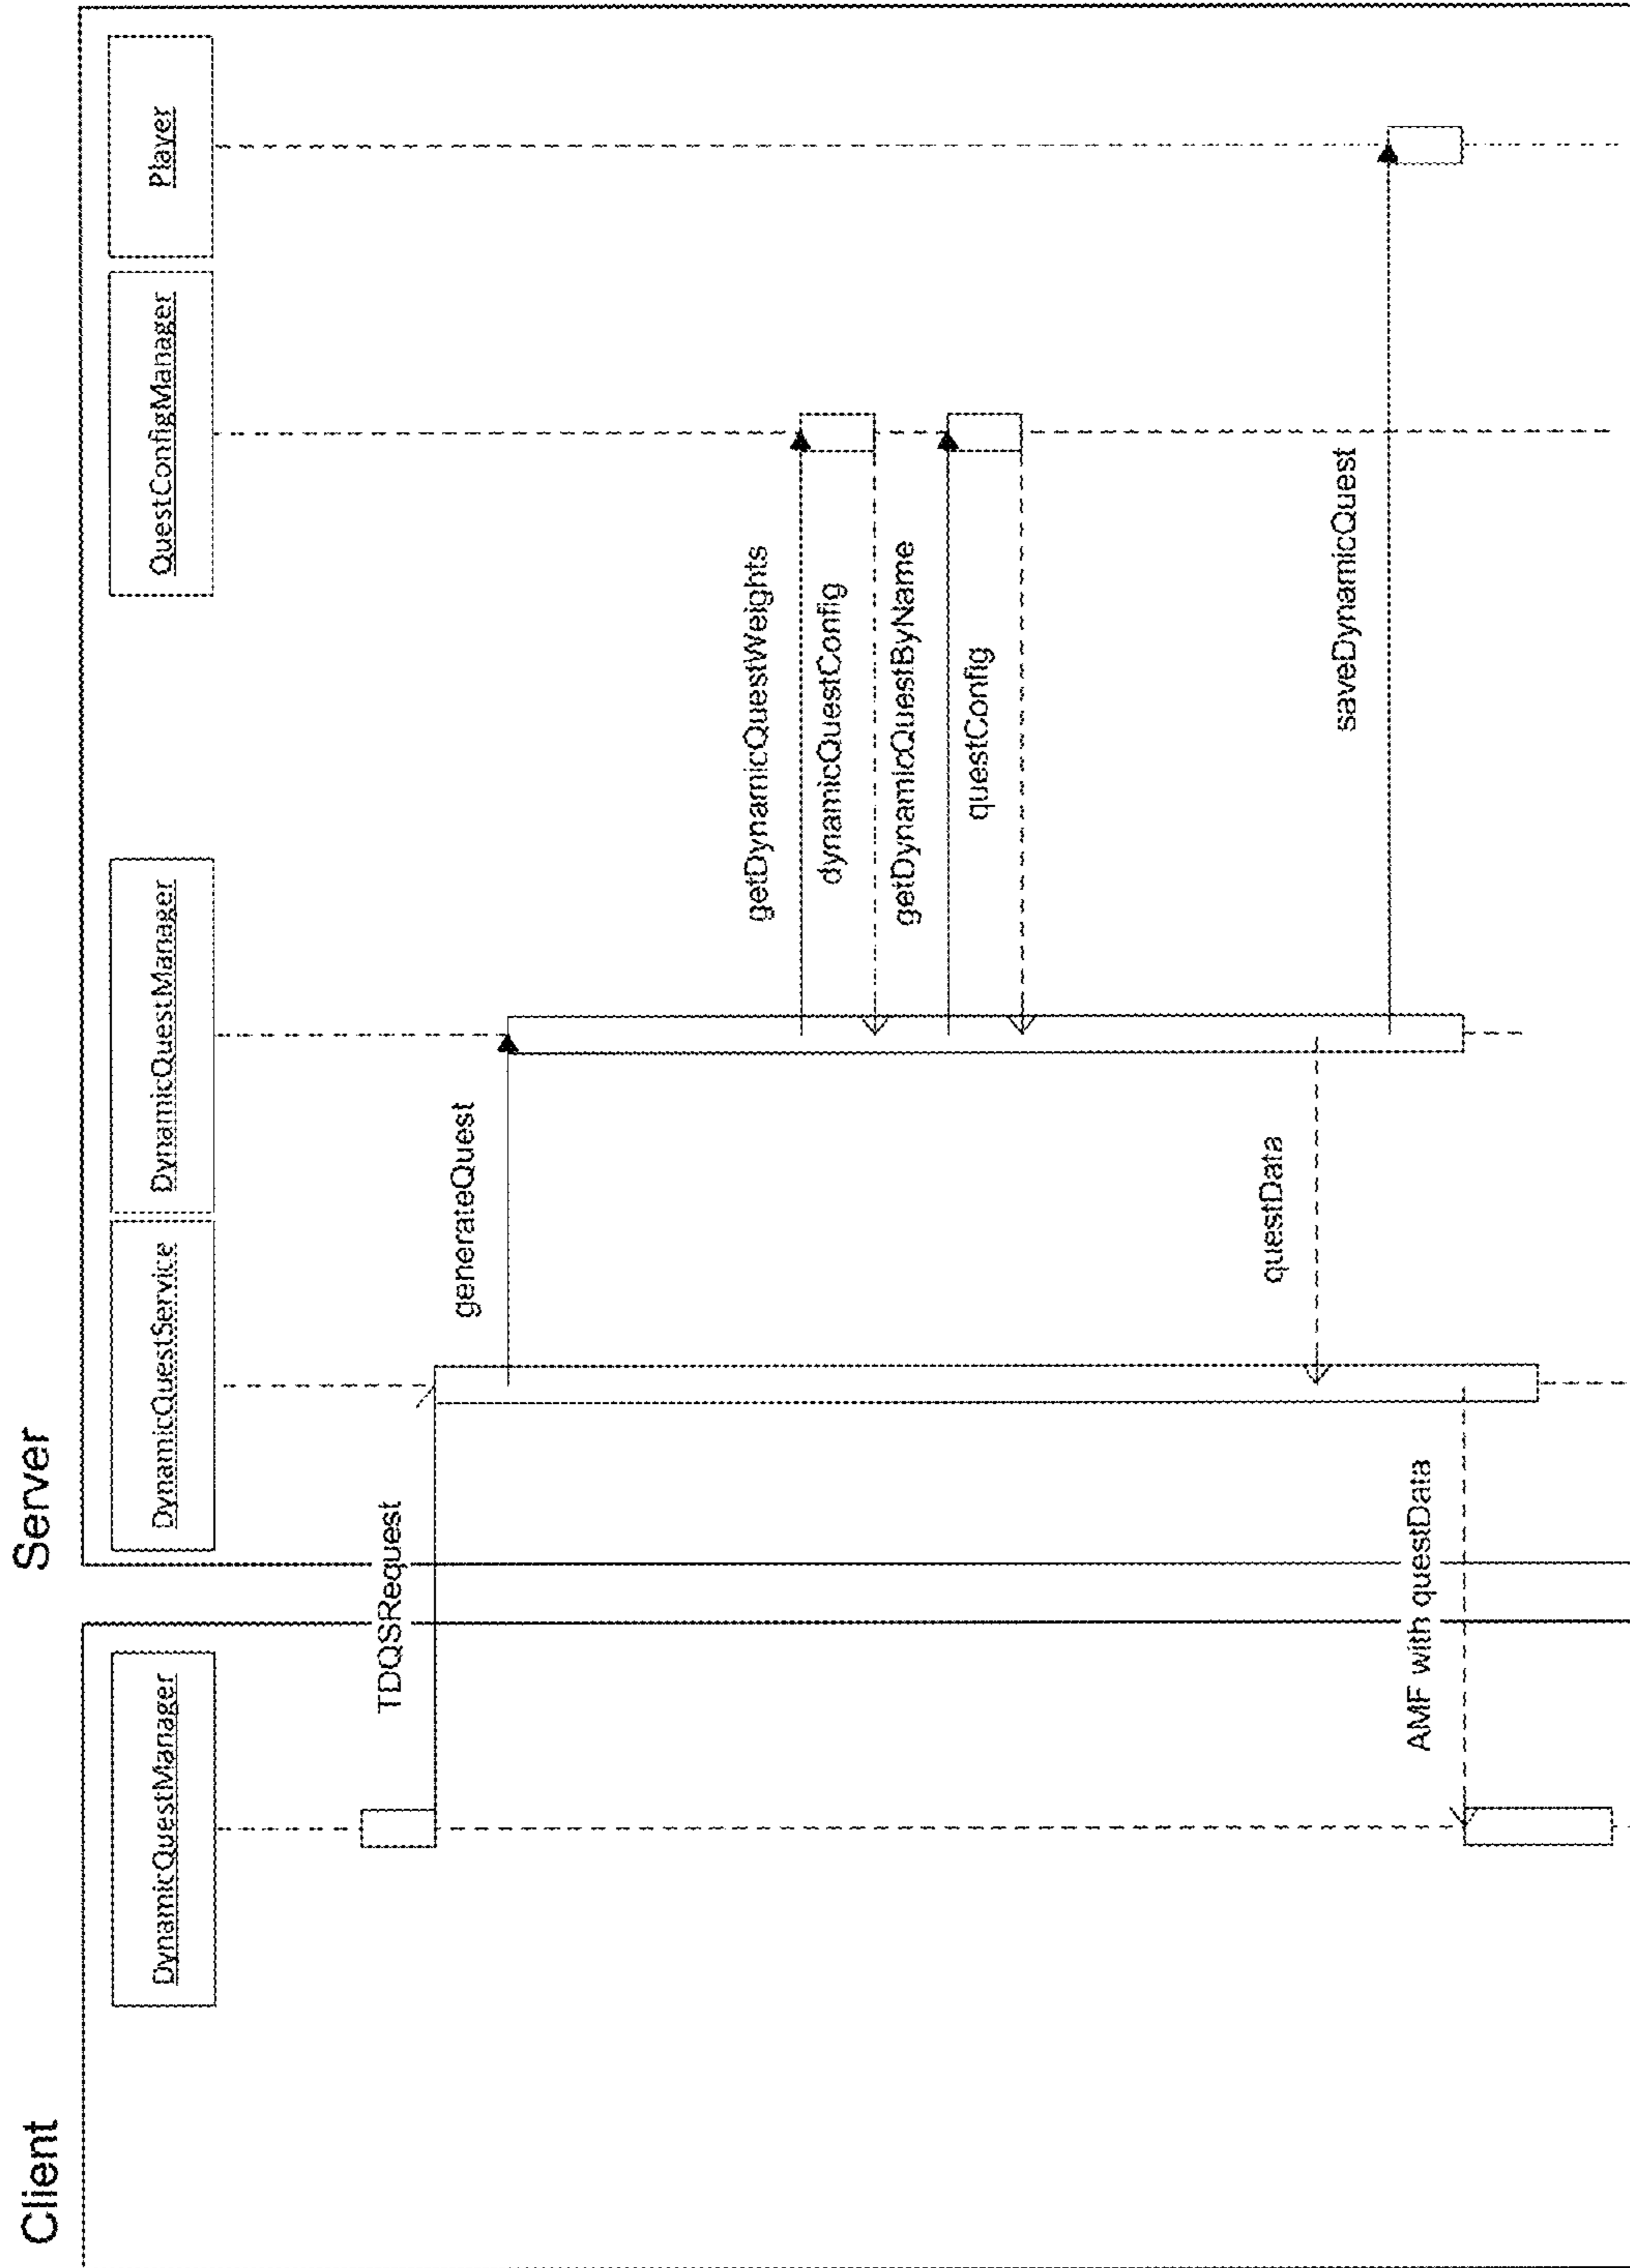 Client
Server
DynamicQuestManager
DynamicQuestService
DynamicQuestManager
QuestConfigManager
Player
TDQSRequest
generateQuest
getDynamicQuestWeights
dynamicQuestConfig
getDynamicQuestByName
questConfig
questData
saveDynamicQuest
AMF with questData